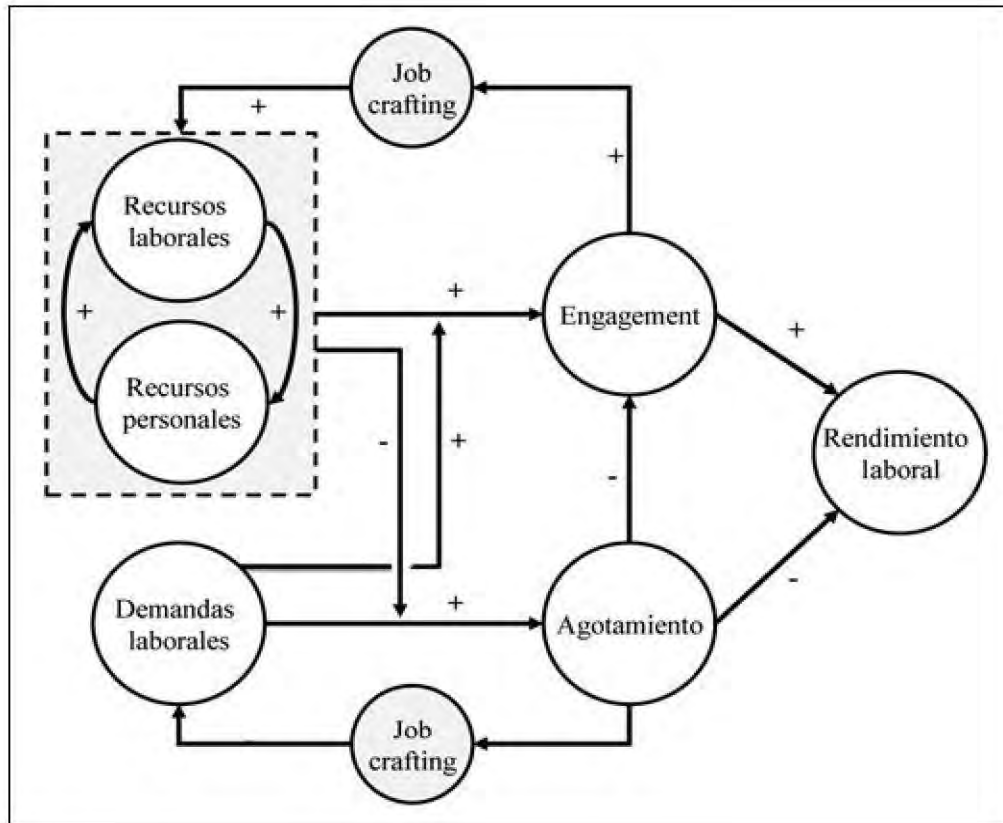 Job
crafting
+
+
Recursos
laborales
+
+
+
Engagement
+
Recursos
personales
-
+
-
Rendimiento
laboral
Demandas
laborales
+
Agotamiento
-
Job
crafting